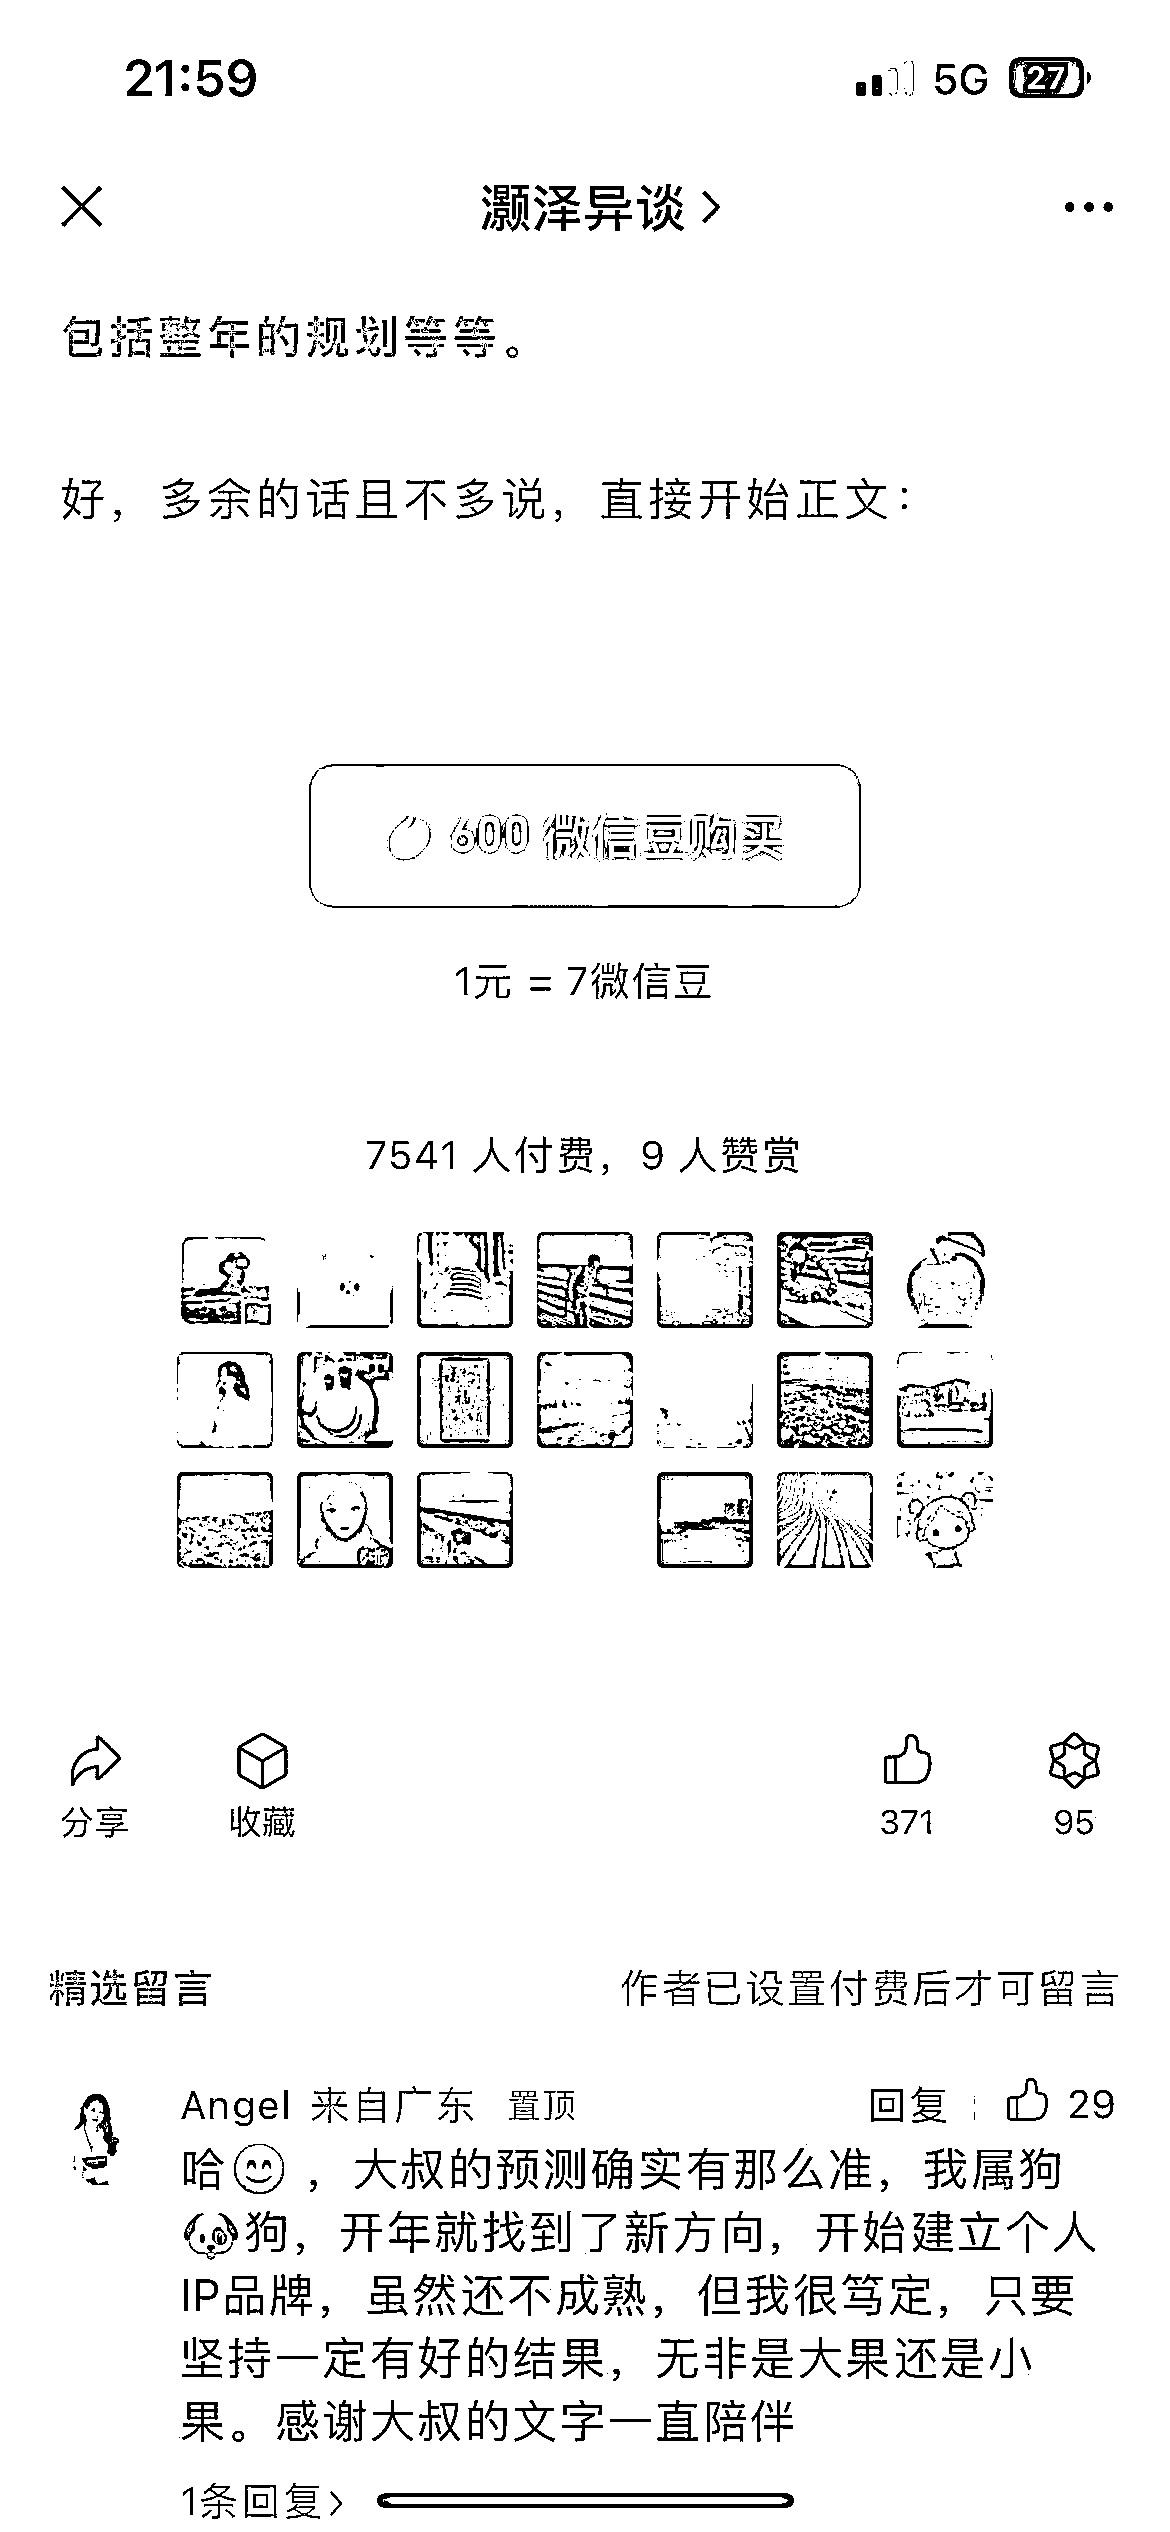 21:59 5G 27
灏泽异谈
包括整年的规划等等。
好，多余的话且不多说，直接开始正文：
600 微信豆购买
1元 = 7微信豆
7541 人付费，9 人赞赏
分享 收藏 371 95
精选留言 作者已设置付费后才可留言
Angel 来自广东 置顶 回复 29
哈😊，大叔的预测确实有那么准，我属狗
🐶狗，开年就找到了新方向，开始建立个人
IP品牌，虽然还不成熟，但我很笃定，只要
坚持一定有好的结果，无非是大果还是小
果。感谢大叔的文字一直陪伴
1条回复